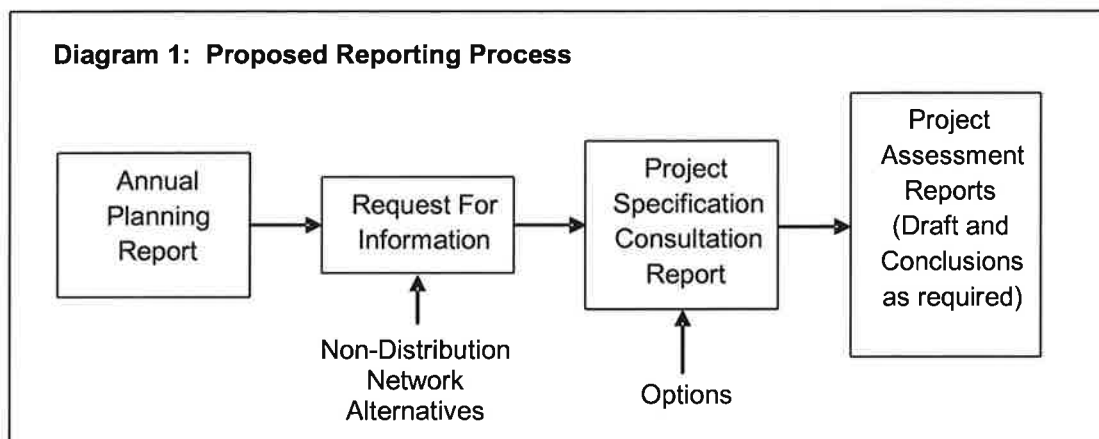 Diagram 1: Proposed Reporting Process
Annual
Planning
Report
Request For
Information
Project
Specification
Consultation
Report
Project
Assessment
Reports
(Draft and
Conclusions
as required)
Non-Distribution
Network
Alternatives
Options